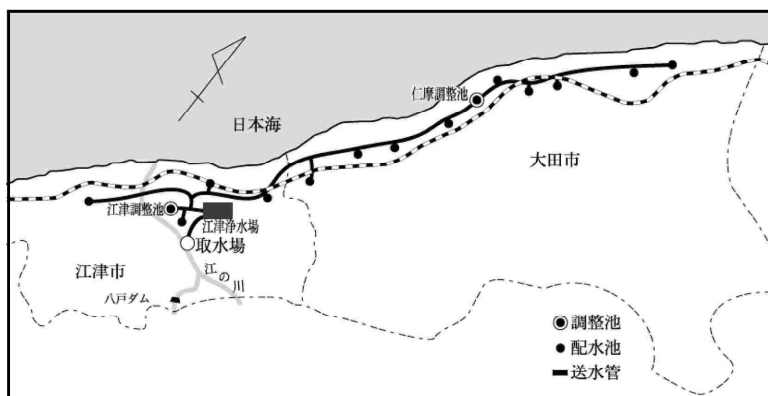 仁摩調整池
日本海
大田市
江津調整池
江津浄水場
取水場
江津市
江の川
八戸ダム
調整池
配水池
送水管